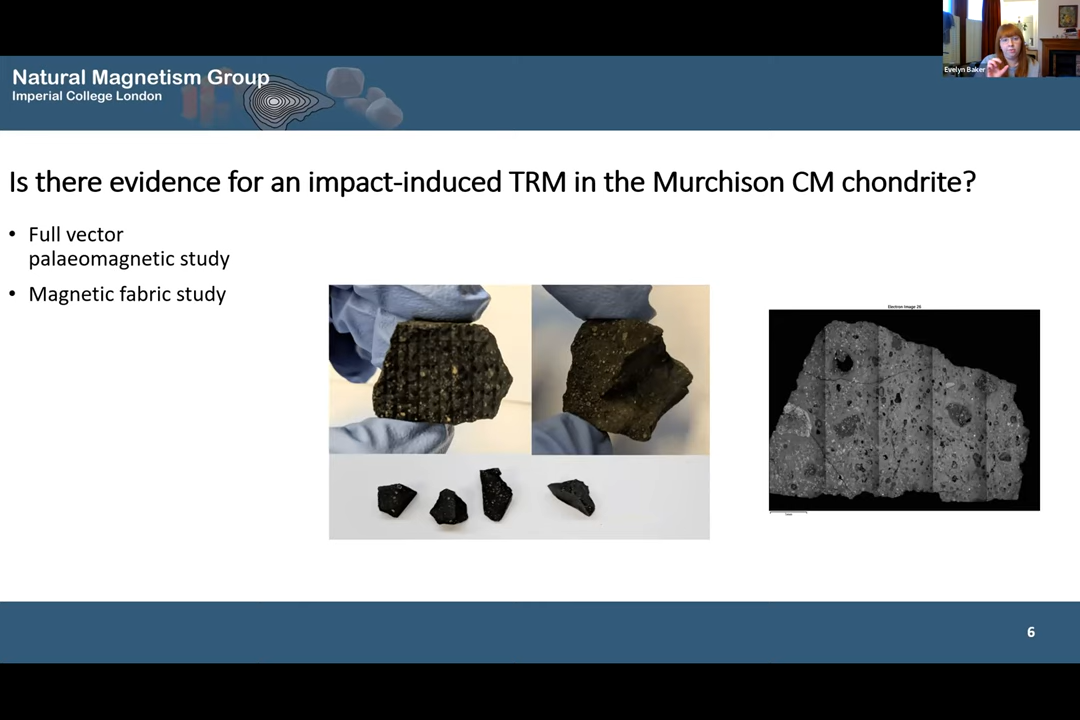 Evelyn Baker
Natural Magnetism Group
Imperial College London
Is there evidence for an impact-induced TRM in the Murchison CM chondrite?
• Full vector
palaeomagnetic study
• Magnetic fabric study
Electron Image 26
6